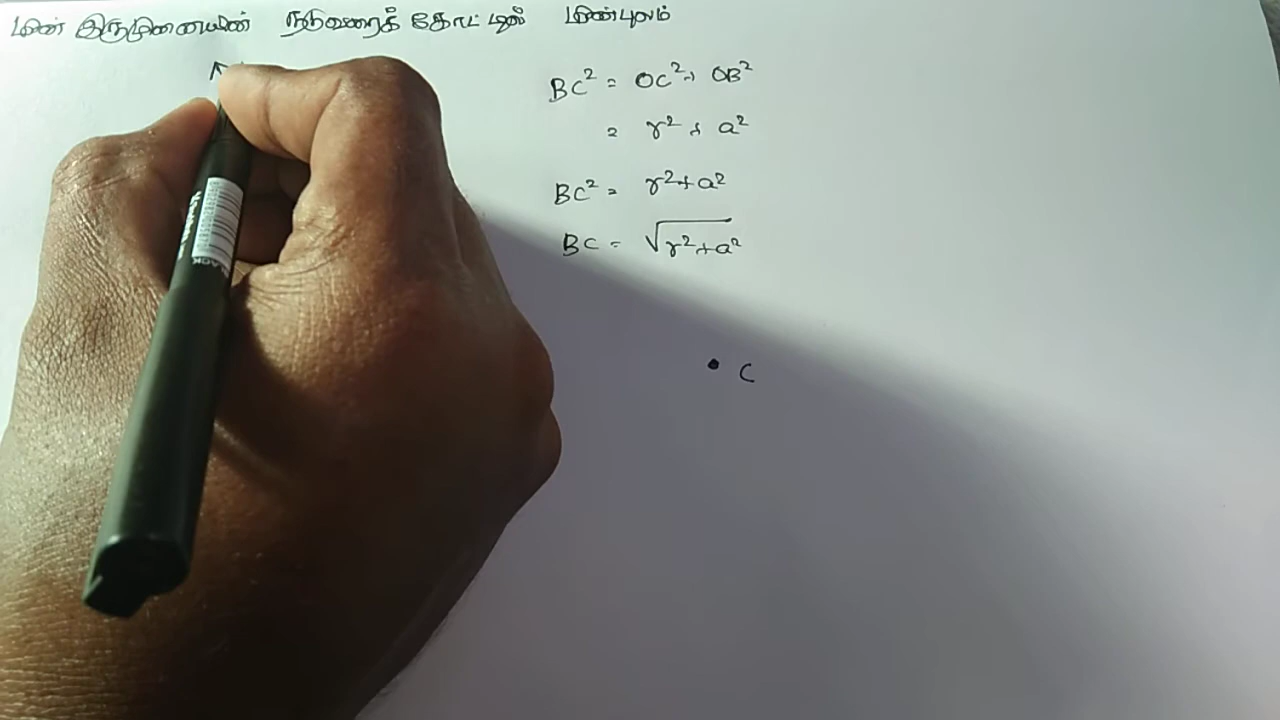 மின் இருமுனையின் நடுவரைக் கோட்டில் மின்புலம்
BC² = OC² + OB²
= r² + a²
BC² = r² + a²
BC = √r² + a²
C